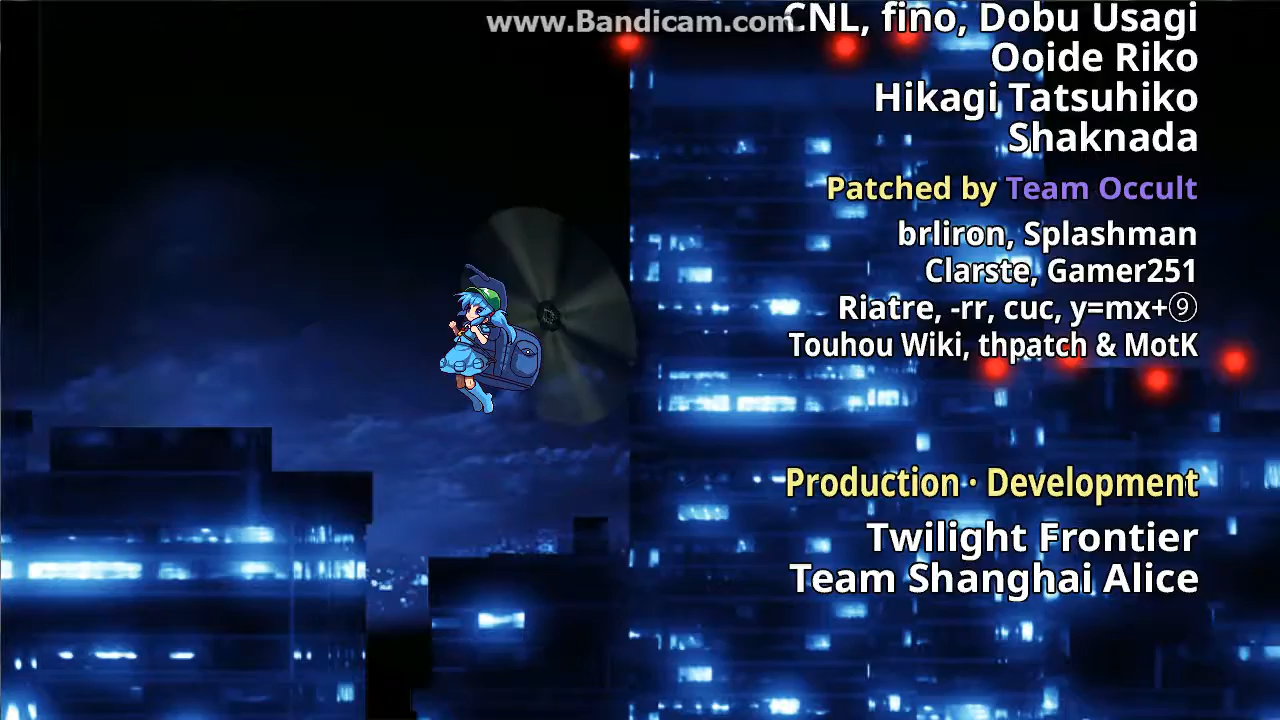 www.Bandicam.com
CNL, fino, Dobu Usagi
Ooide Riko
Hikagi Tatsuhiko
Shaknada
Patched by Team Occult
brliron, Splashman
Clarste, Gamer251
Riatre, -rr, cuc, y=mx+⑨
Touhou Wiki, thpatch & MotK
Production · Development
Twilight Frontier
Team Shanghai Alice